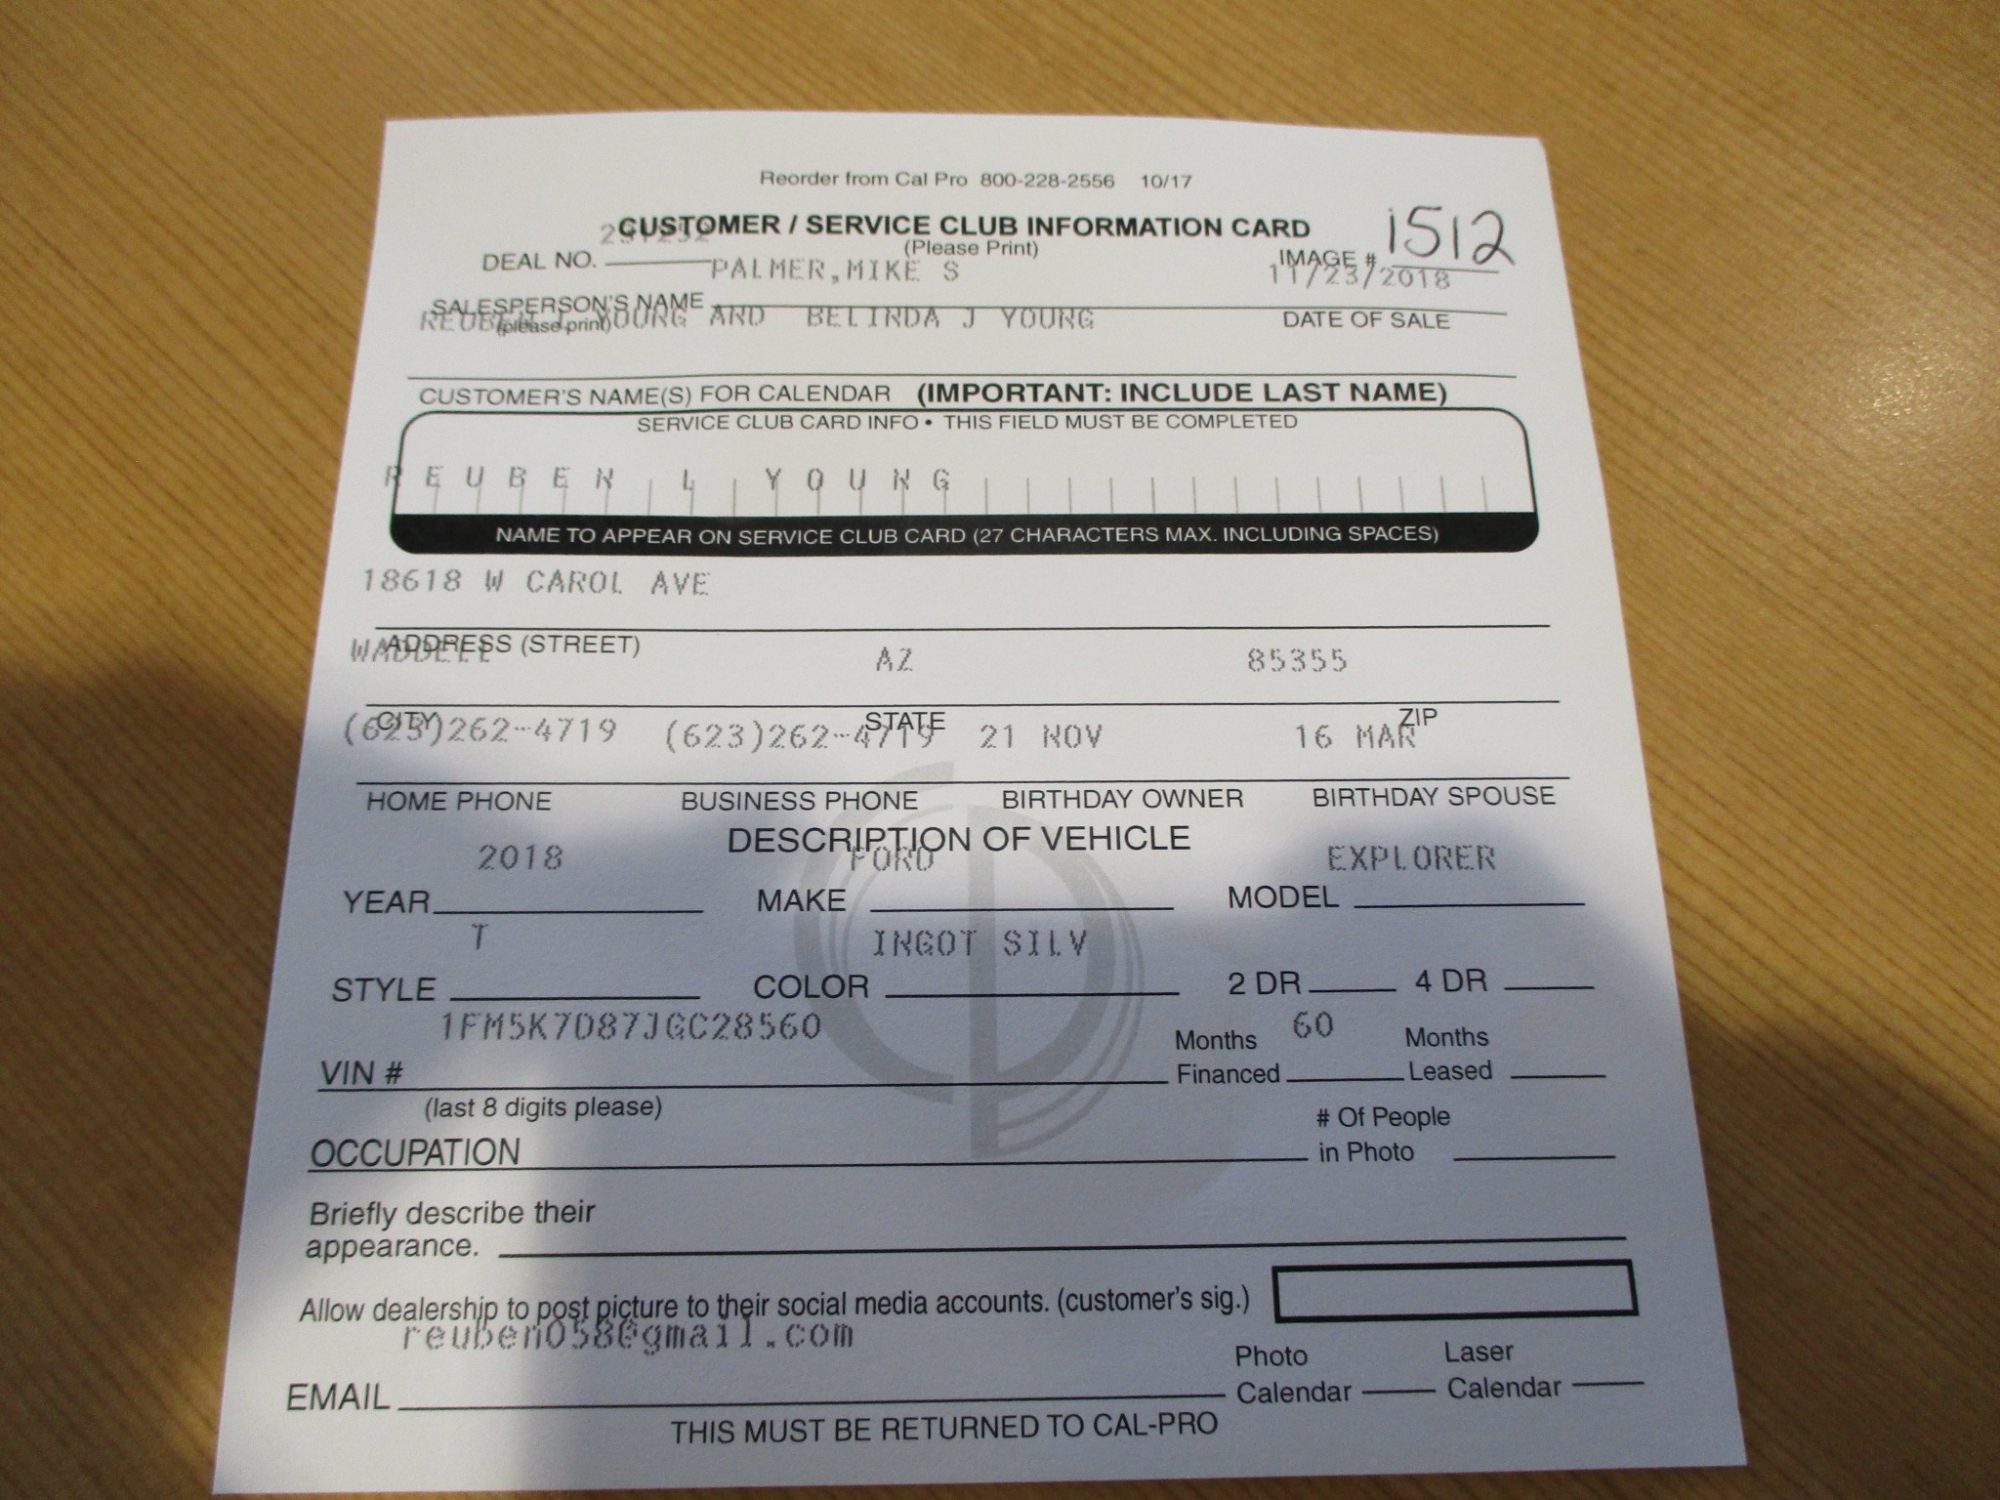 Reorder from Cal Pro 800-228-2556 10/17
CUSTOMER / SERVICE CLUB INFORMATION CARD
(Please Print)
DEAL NO.
IMAGE # 1512
PALMER,MIKE S 11/23/2018
SALESPERSON'S NAME
(please print)
DATE OF SALE
REUBEN L YOUNG AND BELINDA J YOUNG
CUSTOMER'S NAME(S) FOR CALENDAR (IMPORTANT: INCLUDE LAST NAME)
SERVICE CLUB CARD INFO • THIS FIELD MUST BE COMPLETED
REUBEN L YOUNG
NAME TO APPEAR ON SERVICE CLUB CARD (27 CHARACTERS MAX. INCLUDING SPACES)
18618 W CAROL AVE
ADDRESS (STREET)
WADDELL AZ 85355
CITY STATE ZIP
(623)262-4719 (623)262-4719 21 NOV 16 MAR
HOME PHONE BUSINESS PHONE BIRTHDAY OWNER BIRTHDAY SPOUSE
DESCRIPTION OF VEHICLE
2018 FORD EXPLORER
YEAR MAKE MODEL
T INGOT SILV
STYLE COLOR 2 DR 4 DR
1FM5K7D87JGC28560 60
VIN # Months Financed Months Leased
(last 8 digits please)
OCCUPATION # Of People in Photo
Briefly describe their
appearance.
Allow dealership to post picture to their social media accounts. (customer's sig.)
reuben058@gmail.com
EMAIL Photo Calendar Laser Calendar
THIS MUST BE RETURNED TO CAL-PRO